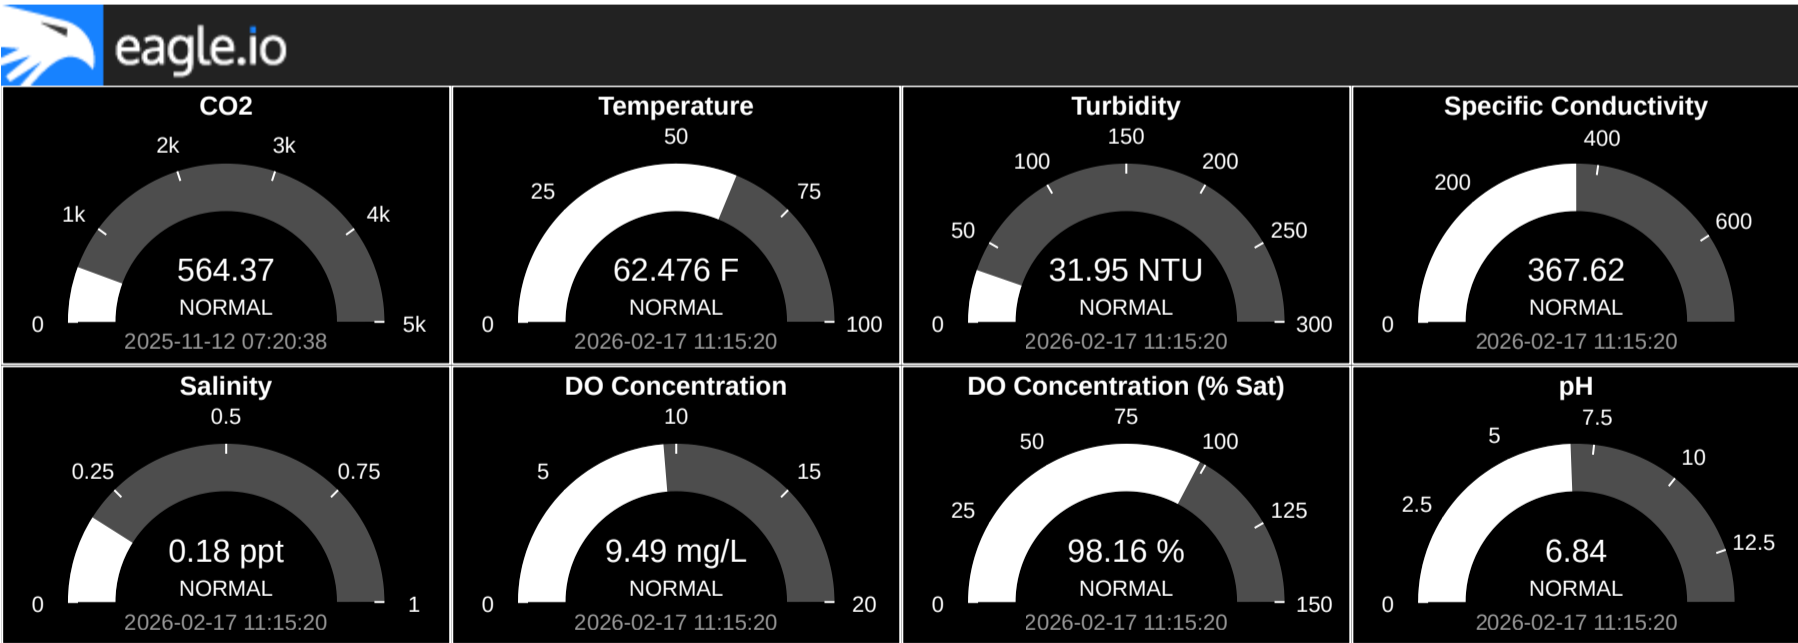 eagle.io
CO2
0
1k
2k
3k
4k
5k
564.37
NORMAL
2025-11-12 07:20:38
Temperature
0
25
50
75
100
62.476 F
NORMAL
2026-02-17 11:15:20
Turbidity
0
50
100
150
200
250
300
31.95 NTU
NORMAL
2026-02-17 11:15:20
Specific Conductivity
0
200
400
600
367.62
NORMAL
2026-02-17 11:15:20
Salinity
0
0.25
0.5
0.75
1
0.18 ppt
NORMAL
2026-02-17 11:15:20
DO Concentration
0
5
10
15
20
9.49 mg/L
NORMAL
2026-02-17 11:15:20
DO Concentration (% Sat)
0
25
50
75
100
125
150
98.16 %
NORMAL
2026-02-17 11:15:20
pH
0
2.5
5
7.5
10
12.5
6.84
NORMAL
2026-02-17 11:15:20